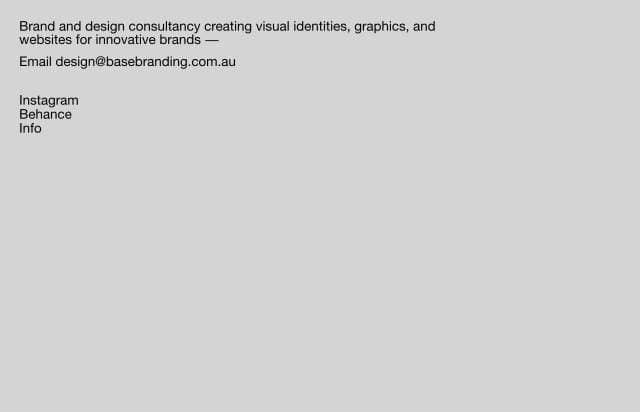 Brand and design consultancy creating visual identities, graphics, and
websites for innovative brands —
Email design@basebranding.com.au
Instagram
Behance
Info